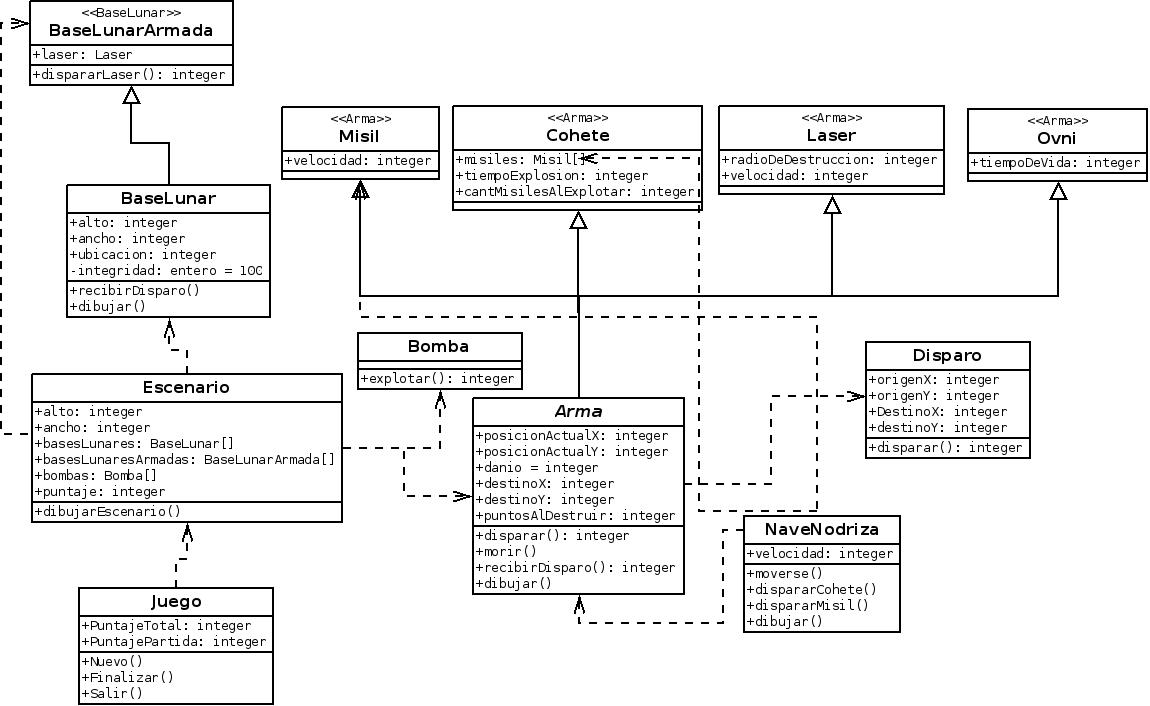 <<BaseLunar>>
BaseLunarArmada
+laser: Laser
+dispararLaser(): integer
<<Arma>>
Misil
+velocidad: integer
<<Arma>>
Cohete
+misiles: Misil[]
+tiempoExplosion: integer
+cantMisilesAlExplotar: integer
<<Arma>>
Laser
+radioDeDestruccion: integer
+velocidad: integer
<<Arma>>
Ovni
+tiempoDeVida: integer
BaseLunar
+alto: integer
+ancho: integer
+ubicacion: integer
-integridad: entero = 100
+recibirDisparo()
+dibujar()
Bomba
+explotar(): integer
Disparo
+origenX: integer
+origenY: integer
+DestinoX: integer
+destinoY: integer
+disparar(): integer
Escenario
+alto: integer
+ancho: integer
+basesLunares: BaseLunar[]
+basesLunaresArmadas: BaseLunarArmada[]
+bombas: Bomba[]
+puntaje: integer
+dibujarEscenario()
Arma
+posicionActualX: integer
+posicionActualY: integer
+danio = integer
+destinoX: integer
+destinoY: integer
+puntosAlDestruir: integer
+disparar(): integer
+morir()
+recibirDisparo(): integer
+dibujar()
NaveNodriza
+velocidad: integer
+moverse()
+dispararCohete()
+dispararMisil()
+dibujar()
Juego
+PuntajeTotal: integer
+PuntajePartida: integer
+Nuevo()
+Finalizar()
+Salir()